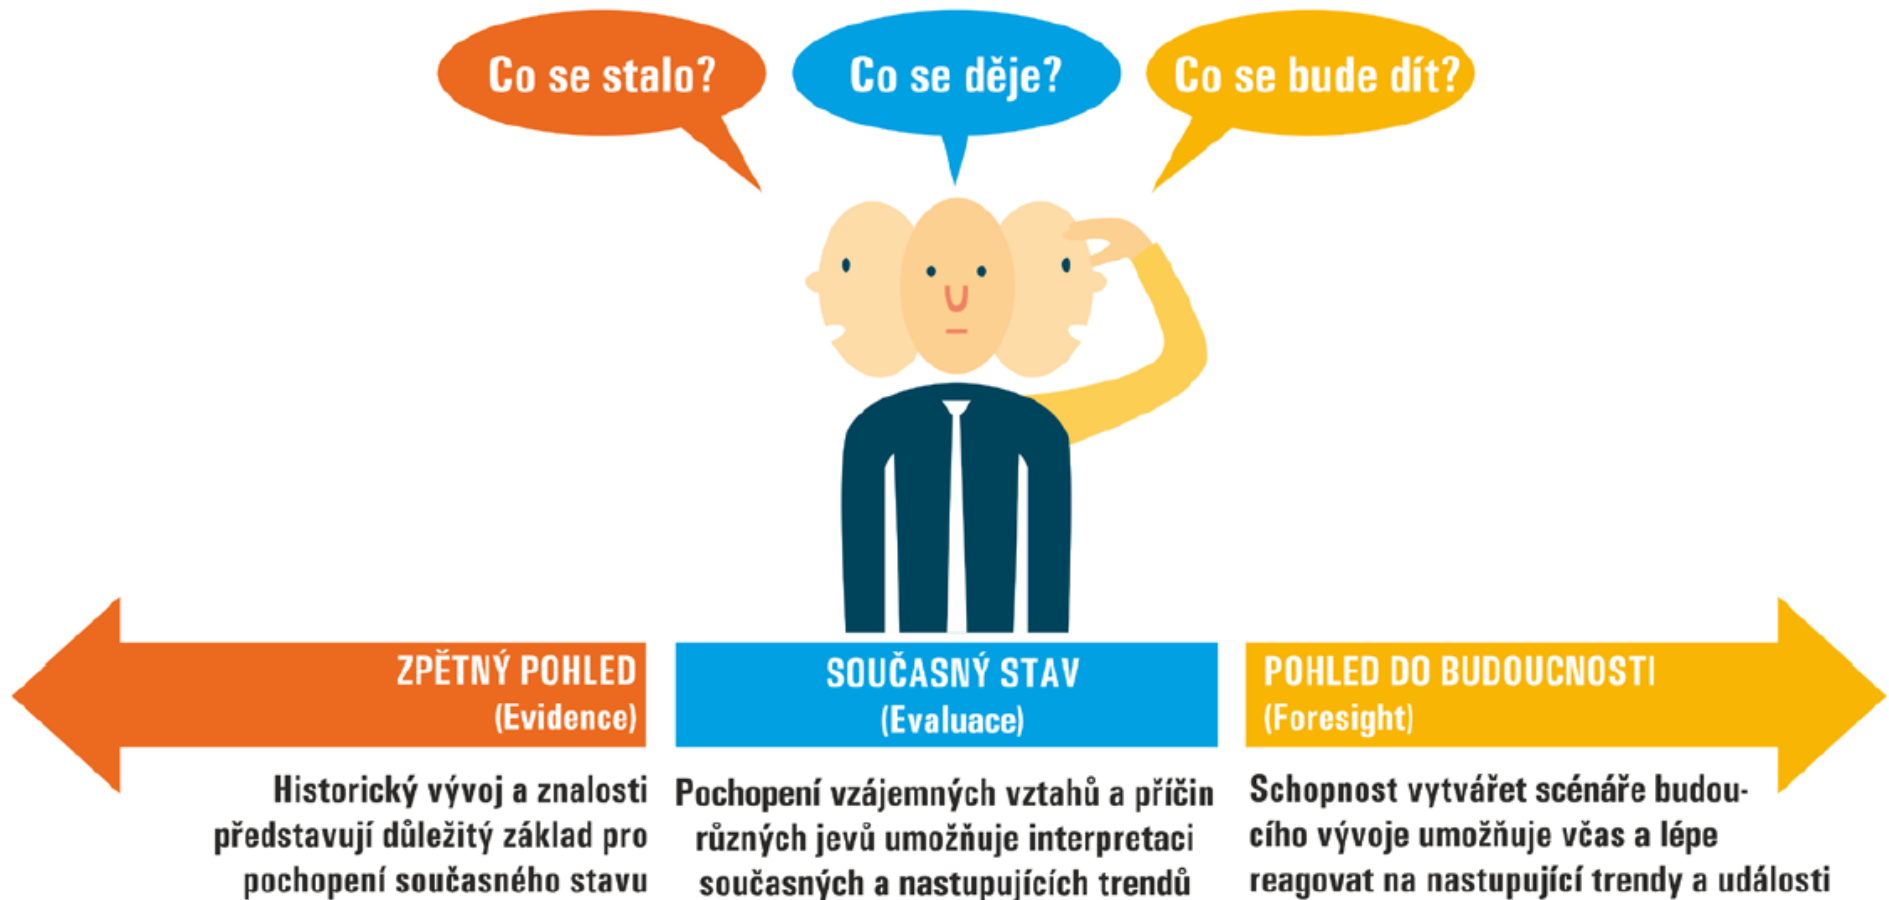 Co se stalo?
Co se děje?
Co se bude dít?
ZPĚTNÝ POHLED
(Evidence)
Historický vývoj a znalosti
představují důležitý základ pro
pochopení současného stavu
SOUČASNÝ STAV
(Evaluace)
Pochopení vzájemných vztahů a příčin
různých jevů umožňuje interpretaci
současných a nastupujících trendů
POHLED DO BUDOUCNOSTI
(Foresight)
Schopnost vytvářet scénáře budou-
cího vývoje umožňuje včas a lépe
reagovat na nastupující trendy a události